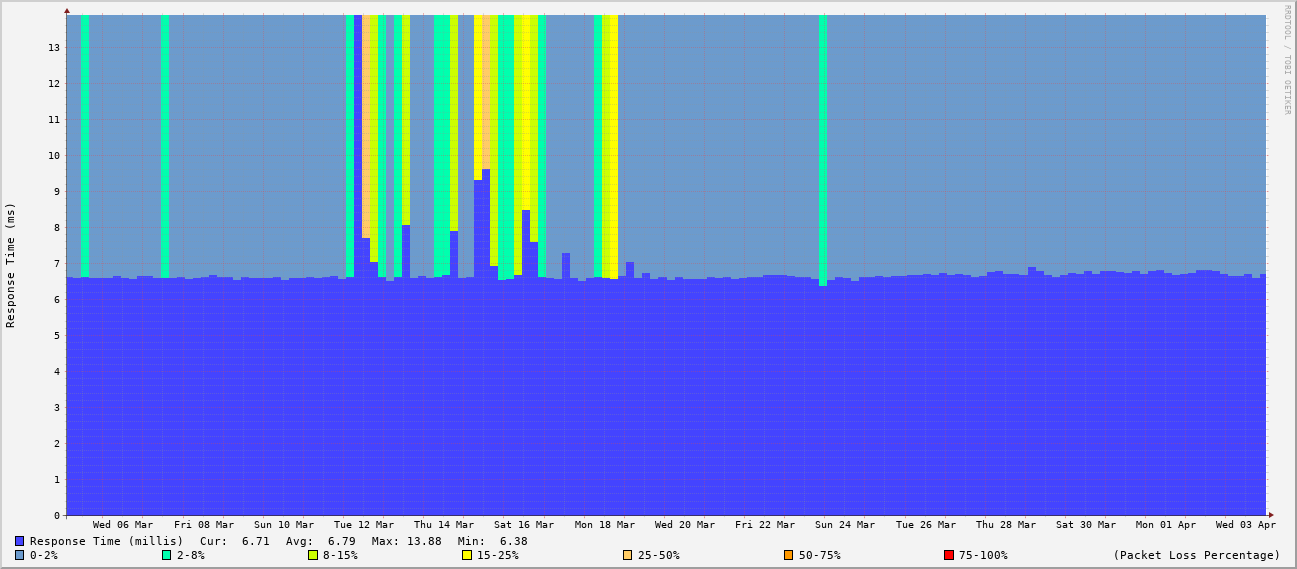 RRDTOOL / TOBI OETIKER
Response Time (ms)
13
12
11
10
9
8
7
6
5
4
3
2
1
0
Wed 06 Mar Fri 08 Mar Sun 10 Mar Tue 12 Mar Thu 14 Mar Sat 16 Mar Mon 18 Mar Wed 20 Mar Fri 22 Mar Sun 24 Mar Tue 26 Mar Thu 28 Mar Sat 30 Mar Mon 01 Apr Wed 03 Apr
Response Time (millis) Cur: 6.71 Avg: 6.79 Max: 13.88 Min: 6.38
0-2% 2-8% 8-15% 15-25% 25-50% 50-75% 75-100% (Packet Loss Percentage)